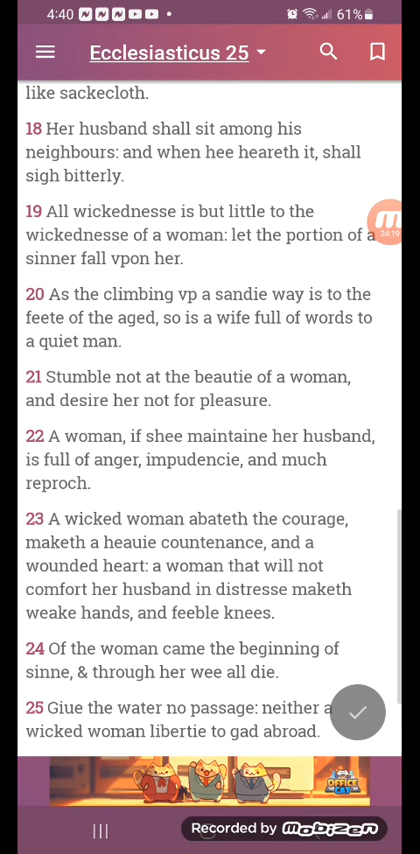 4:40
61%
Ecclesiasticus 25
like sackecloth.
18 Her husband shall sit among his
neighbours: and when hee heareth it, shall
sigh bitterly.
19 All wickednesse is but little to the
wickednesse of a woman: let the portion of a
sinner fall vpon her.
24:19
20 As the climbing vp a sandie way is to the
feete of the aged, so is a wife full of words to
a quiet man.
21 Stumble not at the beautie of a woman,
and desire her not for pleasure.
22 A woman, if shee maintaine her husband,
is full of anger, impudencie, and much
reproch.
23 A wicked woman abateth the courage,
maketh a heauie countenance, and a
wounded heart: a woman that will not
comfort her husband in distresse maketh
weake hands, and feeble knees.
24 Of the woman came the beginning of
sinne, & through her wee all die.
25 Giue the water no passage: neither a
wicked woman libertie to gad abroad.
OFFICE
CAT
Recorded by mobizen